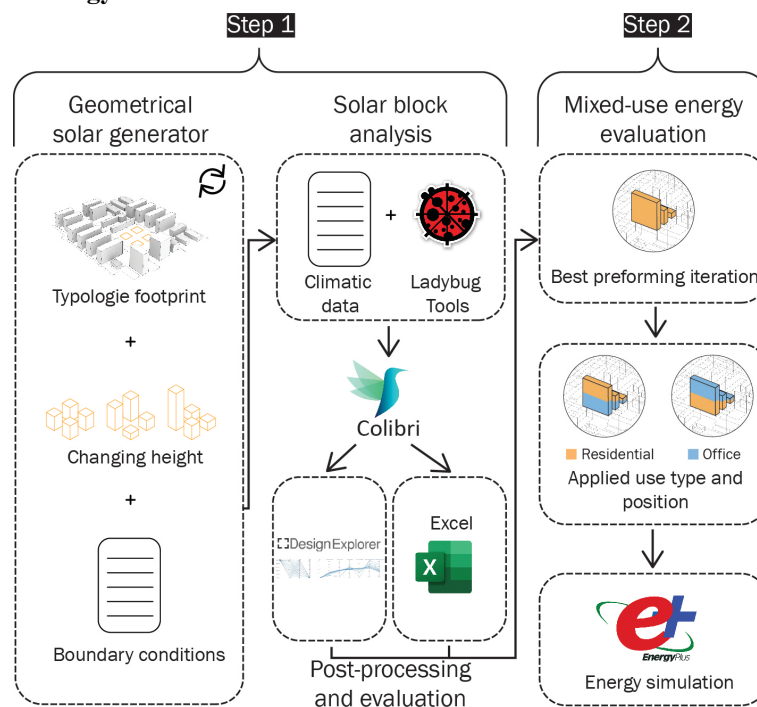 Step 1
Step 2
Geometrical
solar generator
Solar block
analysis
Mixed-use energy
evaluation
Typologie footprint
+
Changing height
+
Boundary conditions
Climatic
data
+
Ladybug
Tools
Colibri
DesignExplorer
Excel
X
Post-processing
and evaluation
Best preforming iteration
Residential
Office
Applied use type and
position
e+
EnergyPlus
Energy simulation